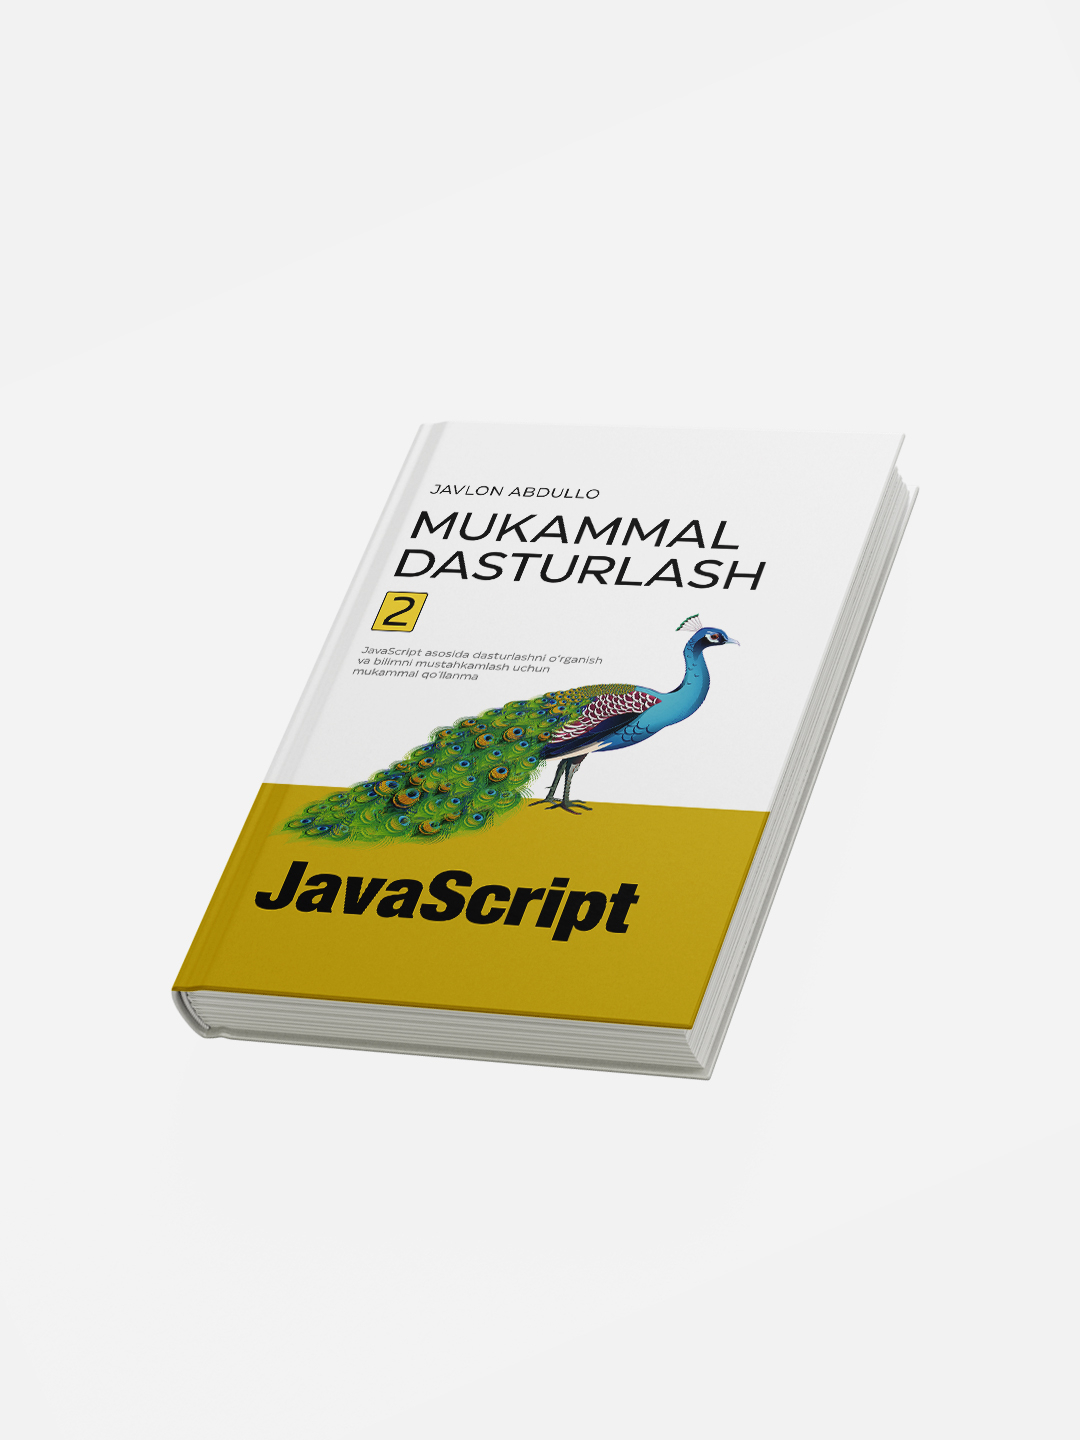 JAVLON ABDULLO
MUKAMMAL
DASTURLASH
2
JavaScript asosida dasturlashni o‘rganish
va bilimni mustahkamlash uchun
mukammal qo‘llanma
JavaScript